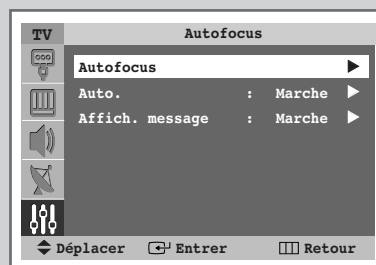 TV Autofocus
Autofocus
Auto. : Marche
Affich. message : Marche
Déplacer Entrer Retour